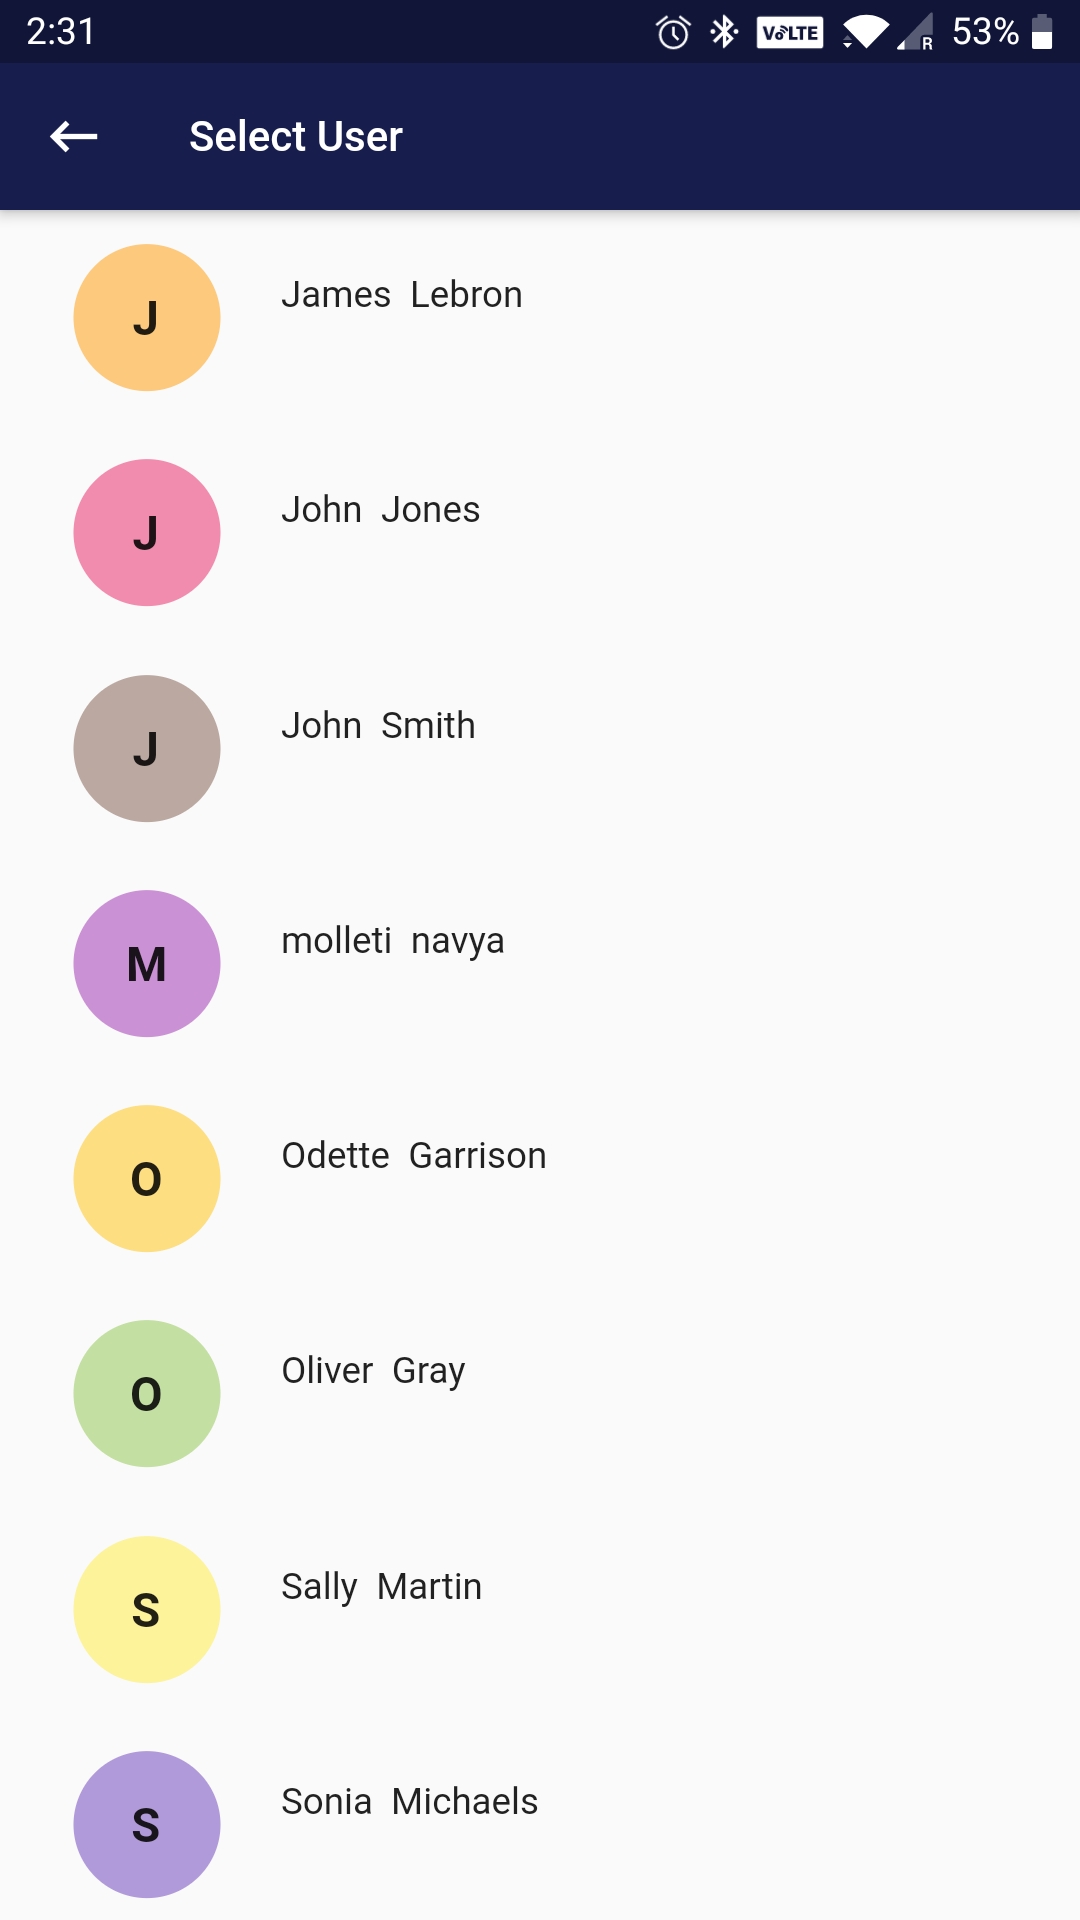 2:31 VoLTE R 53%
Select User
J James Lebron
J John Jones
J John Smith
M molleti navya
O Odette Garrison
O Oliver Gray
S Sally Martin
S Sonia Michaels